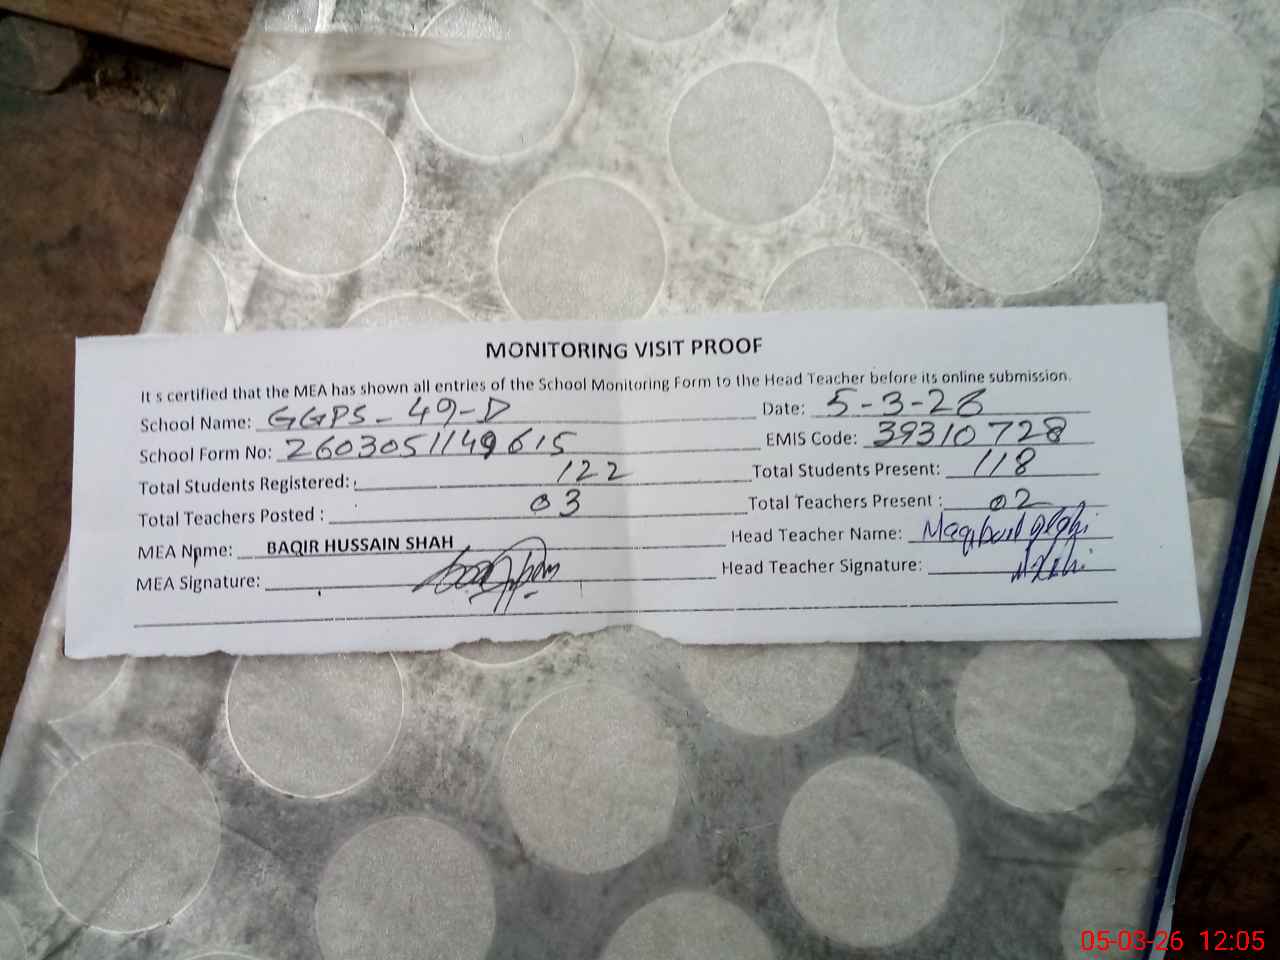 MONITORING VISIT PROOF
It s certified that the MEA has shown all entries of the School Monitoring Form to the Head Teacher before its online submission.
School Name: GGPS-49-D Date: 5-3-26
School Form No: 2603051149615 EMIS Code: 39310728
Total Students Registered: 122 Total Students Present: 118
Total Teachers Posted : 03 Total Teachers Present : 02
MEA Name: BAQIR HUSSAIN SHAH Head Teacher Name:
MEA Signature: Head Teacher Signature:
05-03-26 12:05